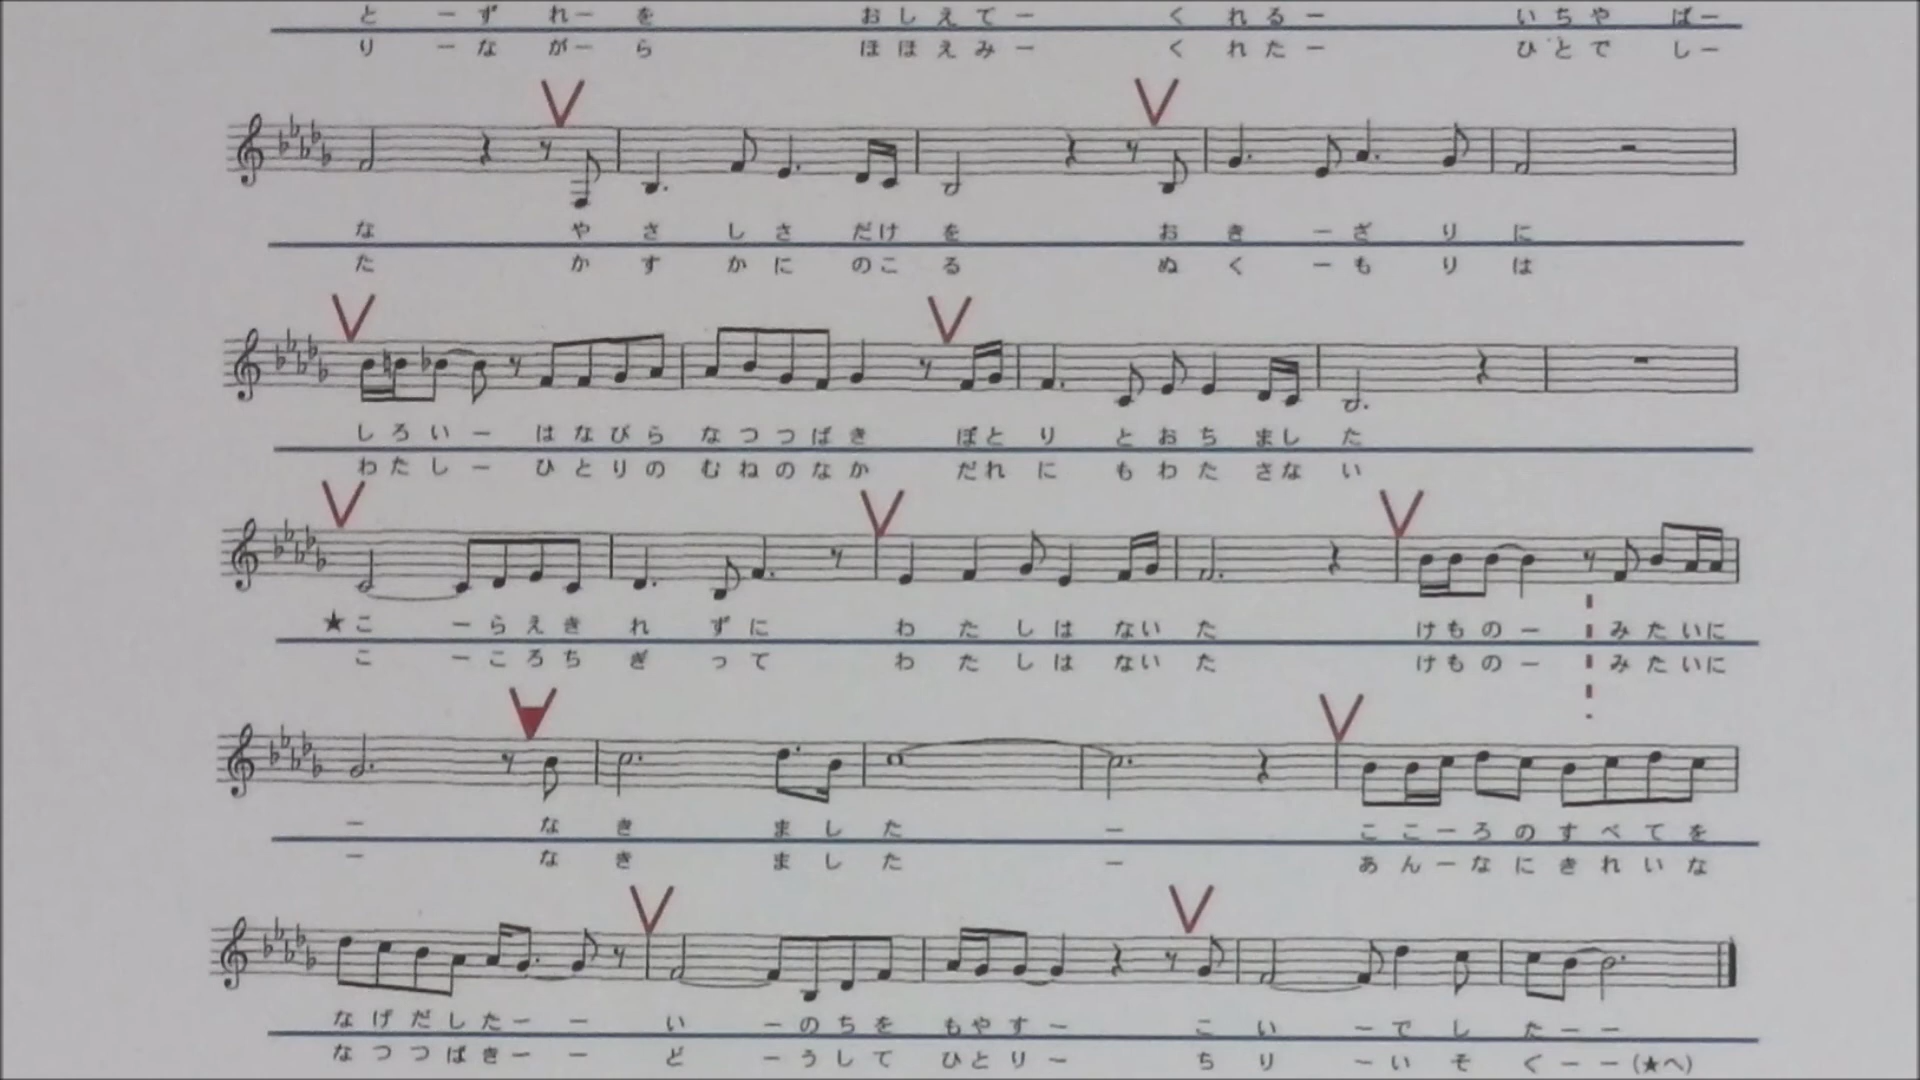 と ー ず れ ー を お し え て ー く れ る ー い ち や ば ー
り ー な が ー ら ほ ほ え み ー く れ た ー ひ と で し ー
な や さ し さ だ け を お き ー ざ り に
た か す か に の こ る ぬ く ー も り は
し ろ い ー は な び ら な つ つ ば き ぽ と り と お ち ま し た
わ た し ー ひ と り の む ね の な か だ れ に も わ た さ な い
★ こ ー ら え き れ ず に わ た し は な い た け も の ー み た い に
こ ー こ ろ ち ぎ っ て わ た し は な い た け も の ー み た い に
ー な き ま し た ー こ こ ー ろ の す べ て を
ー な き ま し た ー あ ん ー な に き れ い な
な げ だ し た ー ー い ー の ち を も や す ー こ い ー で し た ー ー
な つ つ ば き ー ー ど ー う し て ひ と り ー ち り ー い そ ぐ ー ー (★へ)